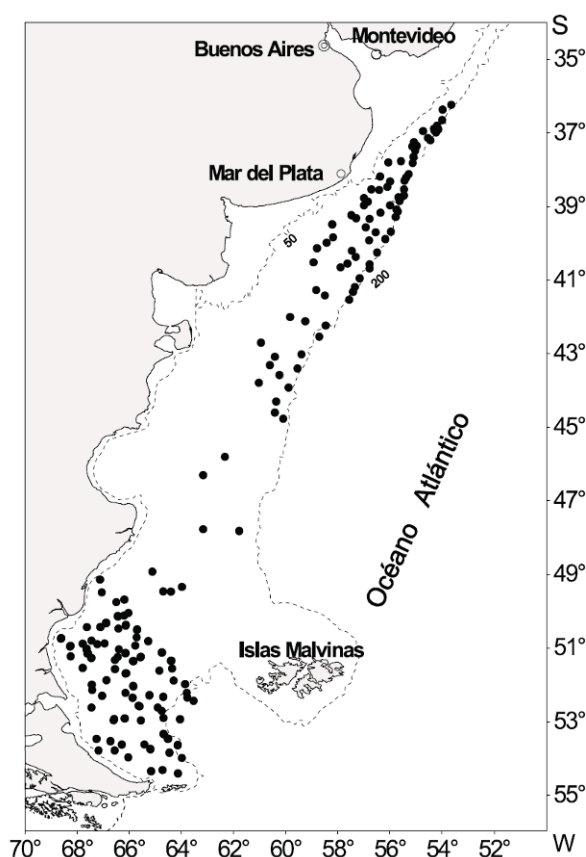 S
Montevideo
Buenos Aires
35°
37°
Mar del Plata
39°
50
200
41°
43°
45°
Océano Atlántico
47°
49°
Islas Malvinas
51°
53°
55°
70° 68° 66° 64° 62° 60° 58° 56° 54° 52° W